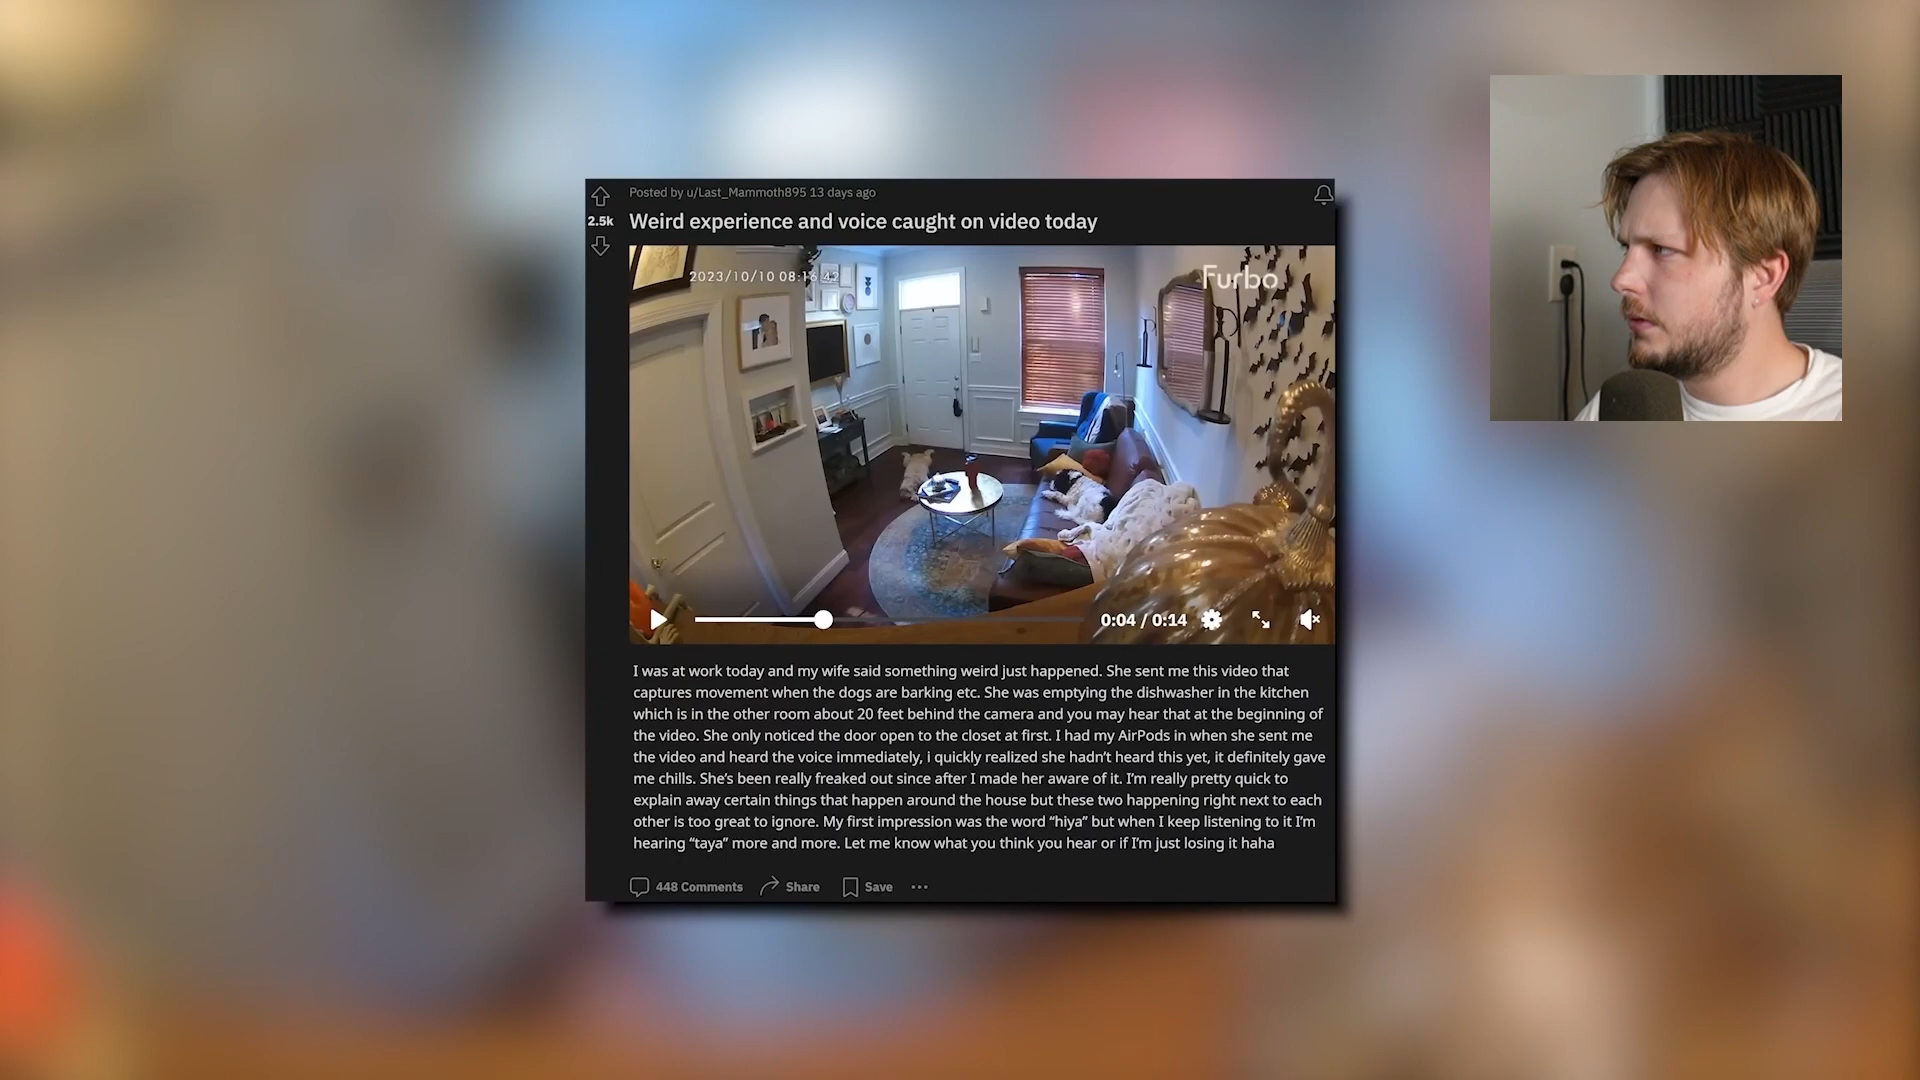 Posted by u/Last_Mammoth895 13 days ago
2.5k
Weird experience and voice caught on video today
2023/10/10 08:16:42
Furbo
0:04 / 0:14
I was at work today and my wife said something weird just happened. She sent me this video that
captures movement when the dogs are barking etc. She was emptying the dishwasher in the kitchen
which is in the other room about 20 feet behind the camera and you may hear that at the beginning of
the video. She only noticed the door open to the closet at first. I had my AirPods in when she sent me
the video and heard the voice immediately, i quickly realized she hadn’t heard this yet, it definitely gave
me chills. She’s been really freaked out since after I made her aware of it. I’m really pretty quick to
explain away certain things that happen around the house but these two happening right next to each
other is too great to ignore. My first impression was the word “hiya” but when I keep listening to it I’m
hearing “taya” more and more. Let me know what you think you hear or if I’m just losing it haha
448 Comments Share Save